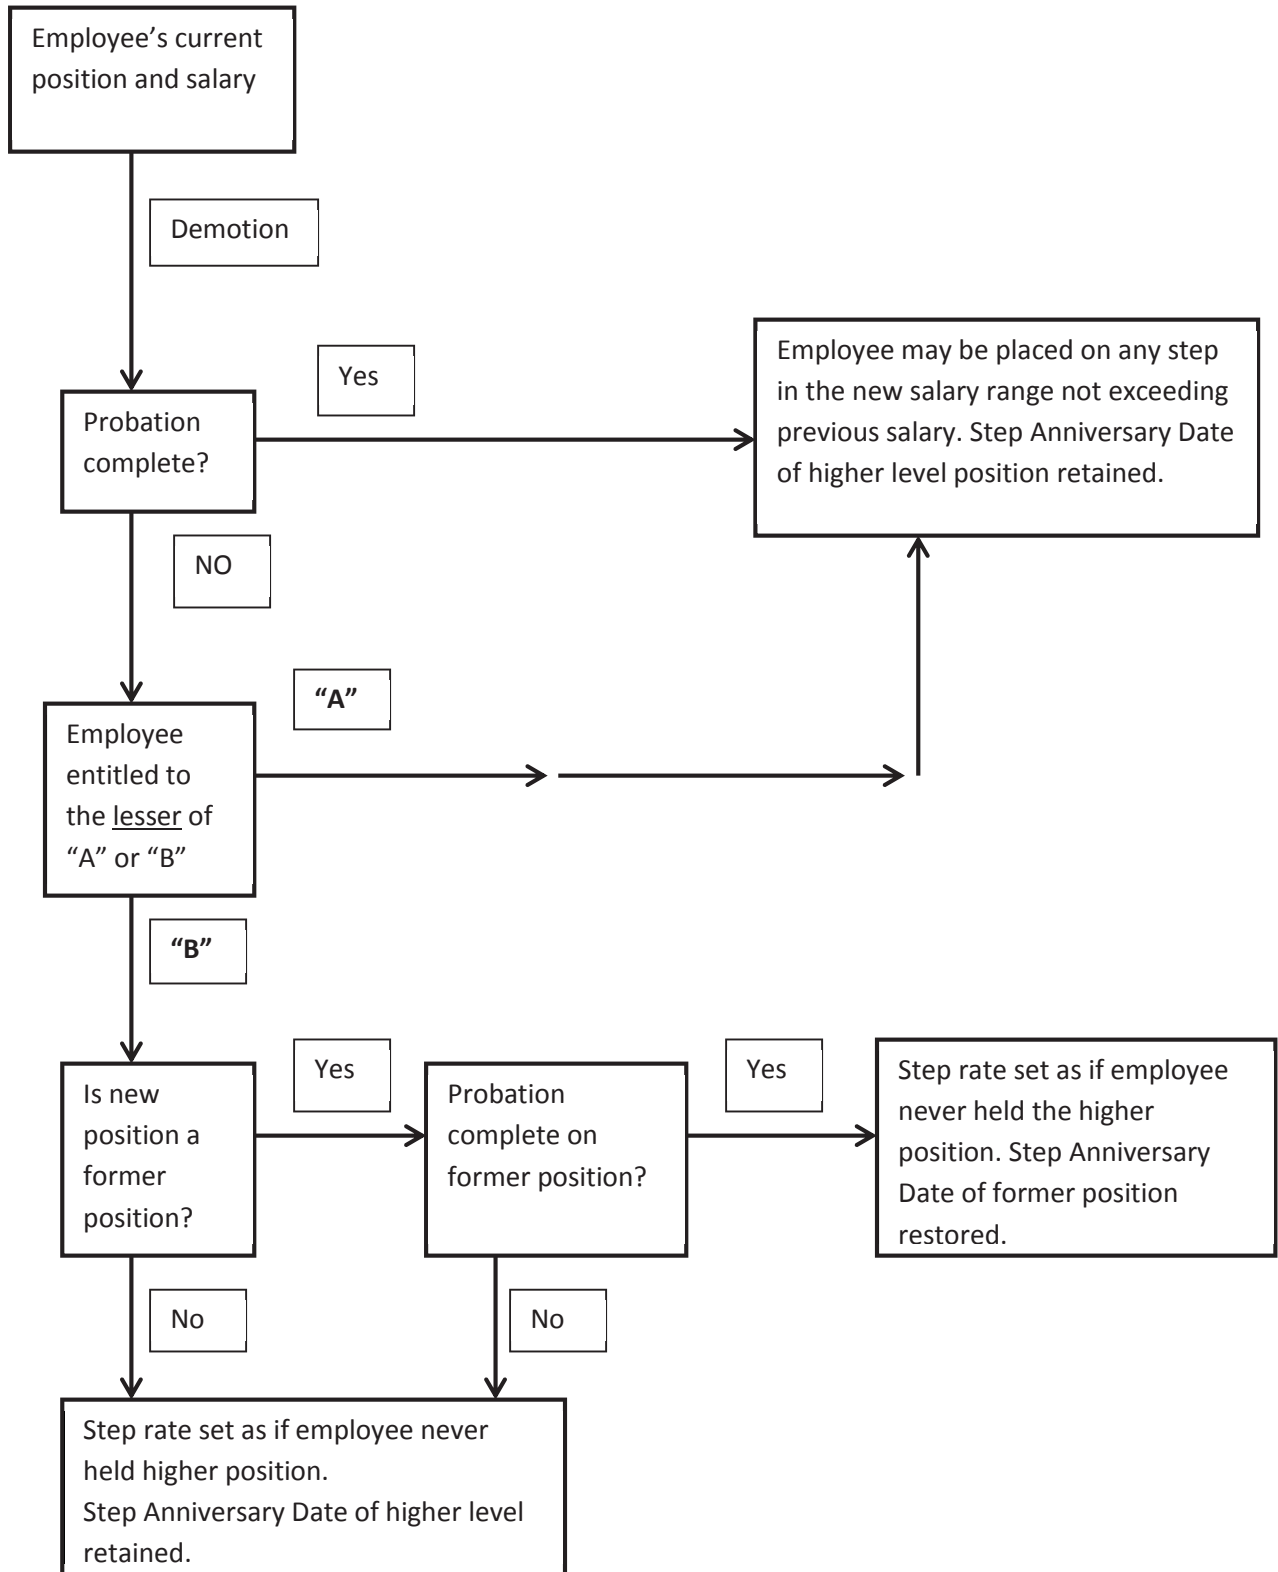 Employee’s current
position and salary
Demotion
Yes
Employee may be placed on any step
in the new salary range not exceeding
previous salary. Step Anniversary Date
of higher level position retained.
Probation
complete?
NO
“A”
Employee
entitled to
the lesser of
“A” or “B”
“B”
Is new
position a
former
position?
Yes
Probation
complete on
former position?
Yes
Step rate set as if employee
never held the higher
position. Step Anniversary
Date of former position
restored.
No
No
Step rate set as if employee never
held higher position.
Step Anniversary Date of higher level
retained.